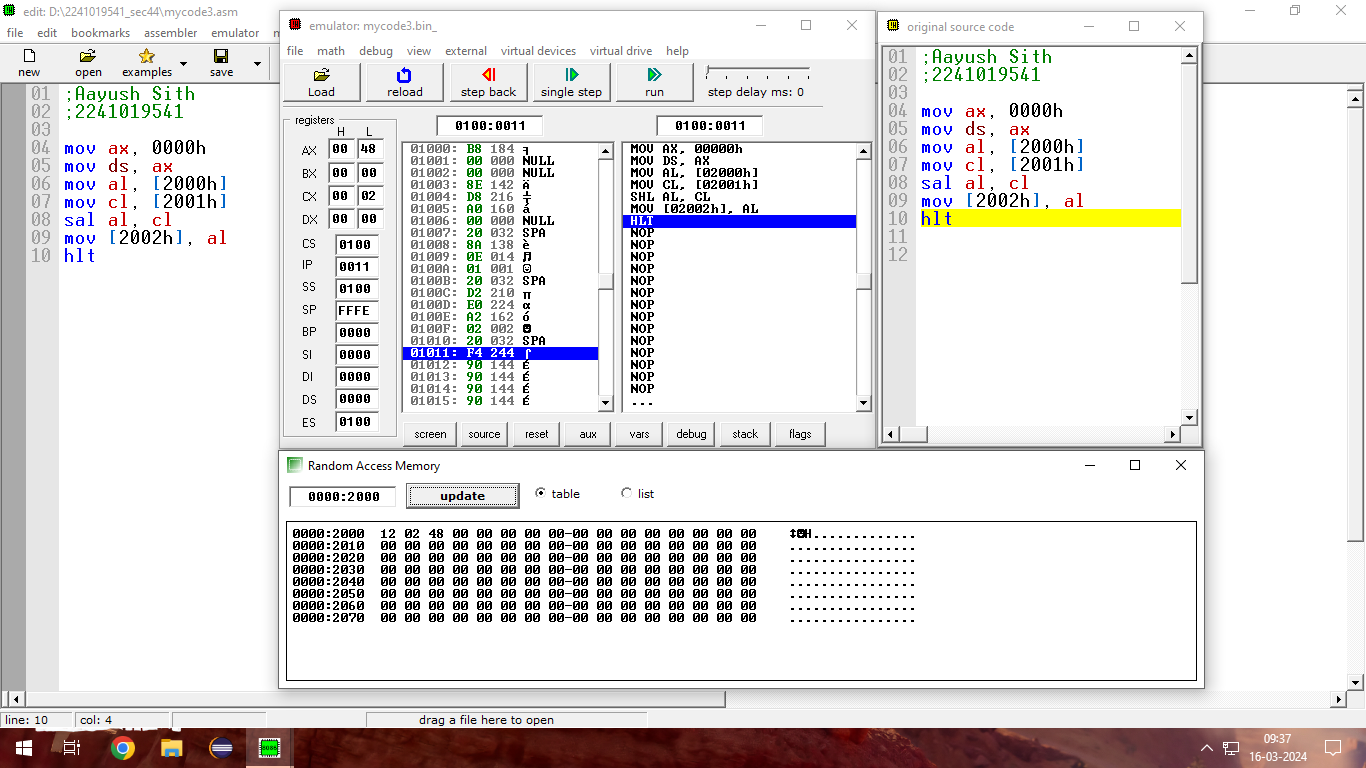 edit: D:\2241019541_sec44\mycode3.asm
file edit bookmarks assembler emulator
new open examples save
01 ;Aayush Sith
02 ;2241019541
03
04 mov ax, 0000h
05 mov ds, ax
06 mov al, [2000h]
07 mov cl, [2001h]
08 sal al, cl
09 mov [2002h], al
10 hlt
emulator: mycode3.bin_
file math debug view external virtual devices virtual drive help
Load reload step back single step run step delay ms: 0
registers
H L
AX 00 48
BX 00 00
CX 00 02
DX 00 00
CS 0100
IP 0011
SS 0100
SP FFFE
BP 0000
SI 0000
DI 0000
DS 0000
ES 0100
0100:0011
01000: B8 184 ╕
01001: 00 000 NULL
01002: 00 000 NULL
01003: 8E 142 Ä
01004: D8 216 ╪
01005: A0 160 á
01006: 00 000 NULL
01007: 20 032 SPA
01008: 8A 138 è
01009: 0E 014 ♫
0100A: 01 001 ☺
0100B: 20 032 SPA
0100C: D2 210 π
0100D: E0 224 α
0100E: A2 162 ó
0100F: 02 002 ☻
01010: 20 032 SPA
01011: F4 244 ⌠
01012: 90 144 É
01013: 90 144 É
01014: 90 144 É
01015: 90 144 É
0100:0011
MOV AX, 00000h
MOV DS, AX
MOV AL, [02000h]
MOV CL, [02001h]
SHL AL, CL
MOV [02002h], AL
HLT
NOP
NOP
NOP
NOP
NOP
NOP
NOP
NOP
NOP
NOP
NOP
NOP
NOP
NOP
...
screen source reset aux vars debug stack flags
original source code
01 ;Aayush Sith
02 ;2241019541
03
04 mov ax, 0000h
05 mov ds, ax
06 mov al, [2000h]
07 mov cl, [2001h]
08 sal al, cl
09 mov [2002h], al
10 hlt
11
12
Random Access Memory
0000:2000 update table list
0000:2000 12 02 48 00 00 00 00 00-00 00 00 00 00 00 00 00 ↕☻H.............
0000:2010 00 00 00 00 00 00 00 00-00 00 00 00 00 00 00 00 ................
0000:2020 00 00 00 00 00 00 00 00-00 00 00 00 00 00 00 00 ................
0000:2030 00 00 00 00 00 00 00 00-00 00 00 00 00 00 00 00 ................
0000:2040 00 00 00 00 00 00 00 00-00 00 00 00 00 00 00 00 ................
0000:2050 00 00 00 00 00 00 00 00-00 00 00 00 00 00 00 00 ................
0000:2060 00 00 00 00 00 00 00 00-00 00 00 00 00 00 00 00 ................
0000:2070 00 00 00 00 00 00 00 00-00 00 00 00 00 00 00 00 ................
line: 10 col: 4 drag a file here to open
8086
09:37
16-03-2024